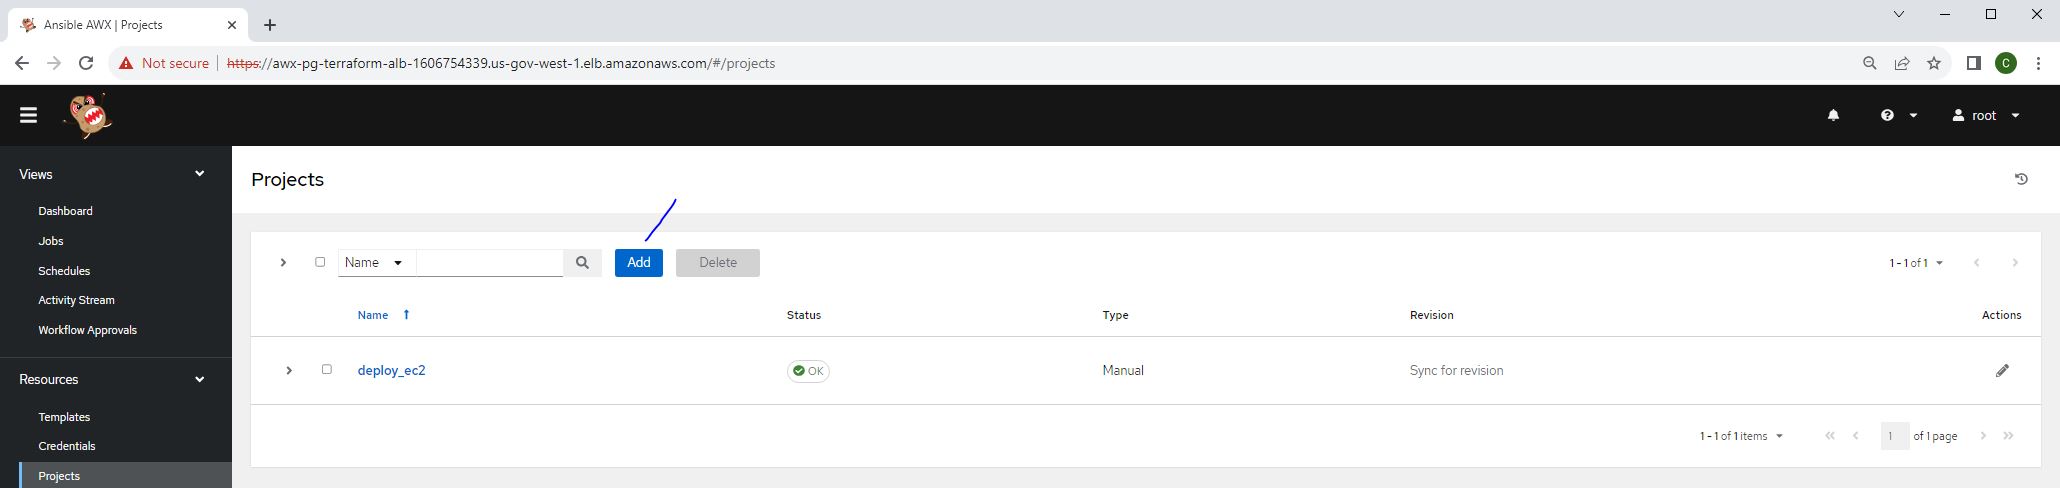 Ansible AWX | Projects
Not secure | https://awx-pg-terraform-alb-1606754339.us-gov-west-1.elb.amazonaws.com/#/projects
C
root
Views
Dashboard
Jobs
Schedules
Activity Stream
Workflow Approvals
Resources
Templates
Credentials
Projects
Projects
Name
Add
Delete
1 - 1 of 1
Name Status Type Revision Actions
deploy_ec2 OK Manual Sync for revision
1 - 1 of 1 items 1 of 1 page